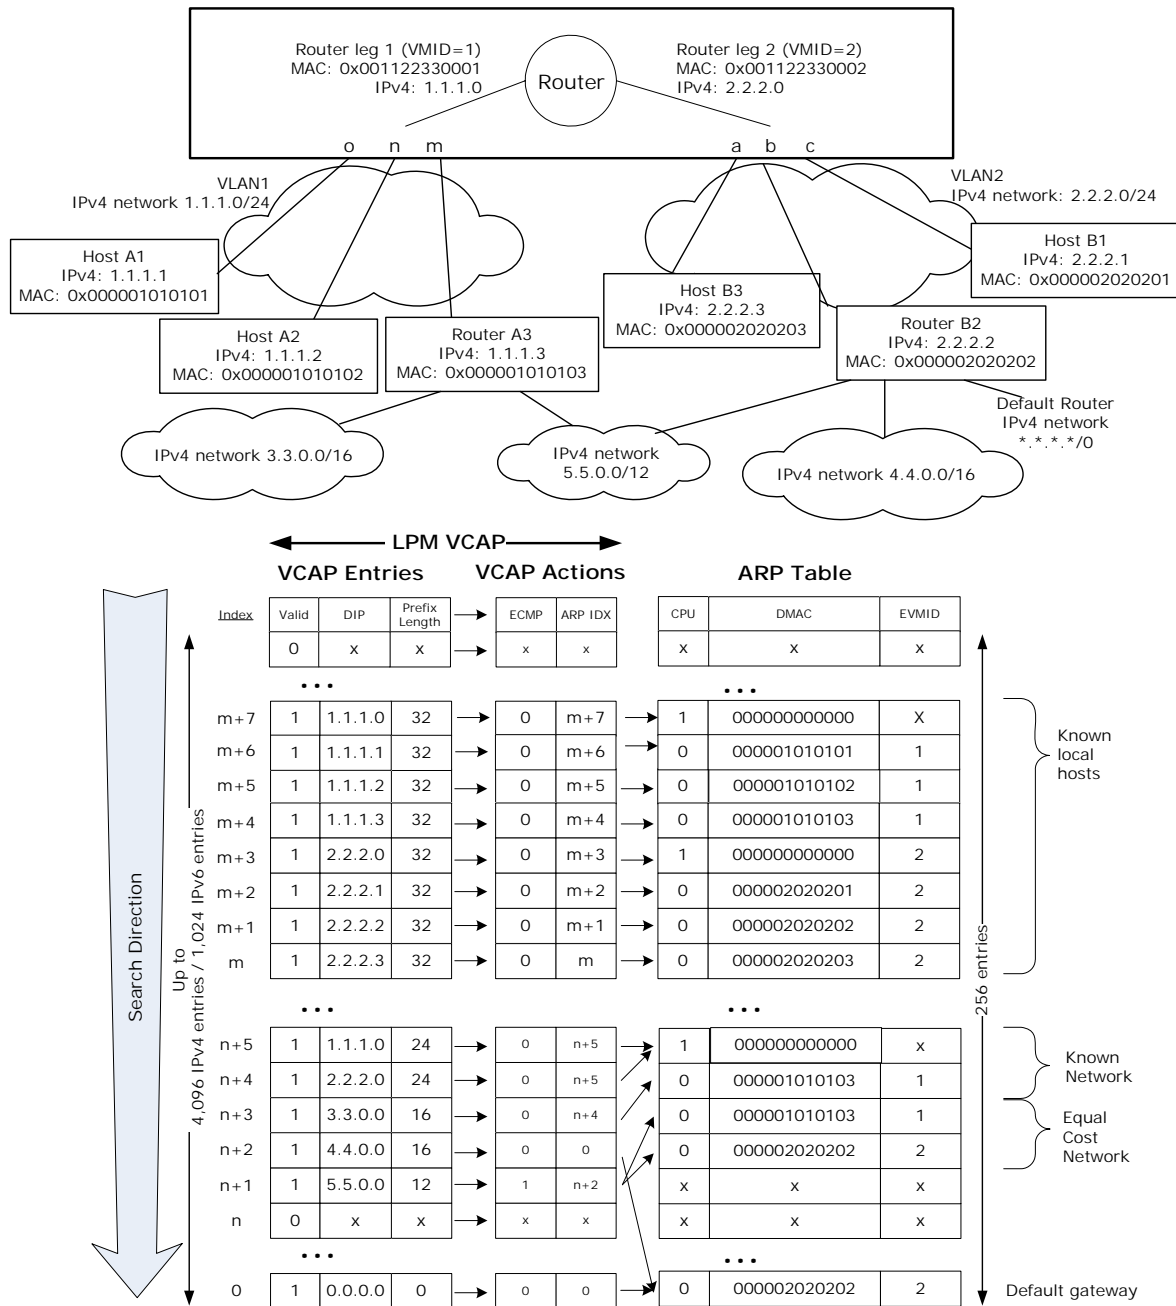 Router leg 1 (VMID=1)
MAC: 0x001122330001
IPv4: 1.1.1.0
Router
Router leg 2 (VMID=2)
MAC: 0x001122330002
IPv4: 2.2.2.0
o n m
a b c
VLAN1
IPv4 network 1.1.1.0/24
VLAN2
IPv4 network: 2.2.2.0/24
Host A1
IPv4: 1.1.1.1
MAC: 0x000001010101
Host B1
IPv4: 2.2.2.1
MAC: 0x000002020201
Host B3
IPv4: 2.2.2.3
MAC: 0x000002020203
Host A2
IPv4: 1.1.1.2
MAC: 0x000001010102
Router A3
IPv4: 1.1.1.3
MAC: 0x000001010103
Router B2
IPv4: 2.2.2.2
MAC: 0x000002020202
Default Router
IPv4 network
*.*.*.*/0
IPv4 network 3.3.0.0/16
IPv4 network
5.5.0.0/12
IPv4 network 4.4.0.0/16
LPM VCAP
VCAP Entries VCAP Actions ARP Table
Index Valid DIP Prefix Length ECMP ARP IDX CPU DMAC EVMID
0 x x x x x x x
... ...
m+7 1 1.1.1.0 32 0 m+7 1 000000000000 X
m+6 1 1.1.1.1 32 0 m+6 0 000001010101 1
m+5 1 1.1.1.2 32 0 m+5 0 000001010102 1
m+4 1 1.1.1.3 32 0 m+4 0 000001010103 1
m+3 1 2.2.2.0 32 0 m+3 1 000000000000 2
m+2 1 2.2.2.1 32 0 m+2 0 000002020201 2
m+1 1 2.2.2.2 32 0 m+1 0 000002020202 2
m 1 2.2.2.3 32 0 m 0 000002020203 2
... ...
n+5 1 1.1.1.0 24 0 n+5 1 000000000000 x
n+4 1 2.2.2.0 24 0 n+5 0 000001010103 1
n+3 1 3.3.0.0 16 0 n+4 0 000001010103 1
n+2 1 4.4.0.0 16 0 0 0 000002020202 2
n+1 1 5.5.0.0 12 1 n+2 x x x
n 0 x x x x x x x
... ...
0 1 0.0.0.0 0 0 0 0 000002020202 2
Known
local
hosts
Known
Network
Equal
Cost
Network
Default gateway
Search Direction
Up to
4,096 IPv4 entries / 1,024 IPv6 entries
256 entries